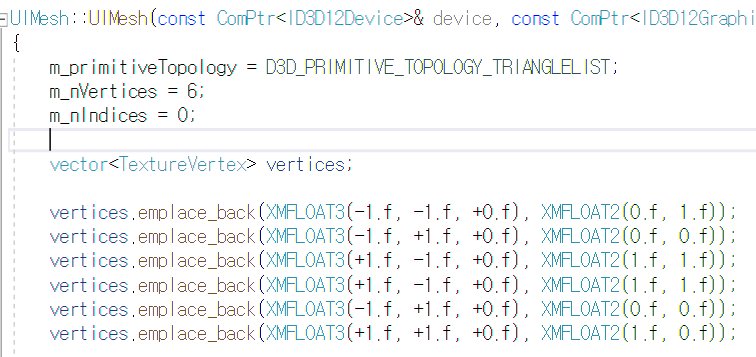 UIMesh::UIMesh(const ComPtr<ID3D12Device>& device, const ComPtr<ID3D12Graphi
{
m_primitiveTopology = D3D_PRIMITIVE_TOPOLOGY_TRIANGLELIST;
m_nVertices = 6;
m_nIndices = 0;
vector<TextureVertex> vertices;
vertices.emplace_back(XMFLOAT3(-1.f, -1.f, +0.f), XMFLOAT2(0.f, 1.f));
vertices.emplace_back(XMFLOAT3(-1.f, +1.f, +0.f), XMFLOAT2(0.f, 0.f));
vertices.emplace_back(XMFLOAT3(+1.f, -1.f, +0.f), XMFLOAT2(1.f, 1.f));
vertices.emplace_back(XMFLOAT3(+1.f, -1.f, +0.f), XMFLOAT2(1.f, 1.f));
vertices.emplace_back(XMFLOAT3(-1.f, +1.f, +0.f), XMFLOAT2(0.f, 0.f));
vertices.emplace_back(XMFLOAT3(+1.f, +1.f, +0.f), XMFLOAT2(1.f, 0.f));